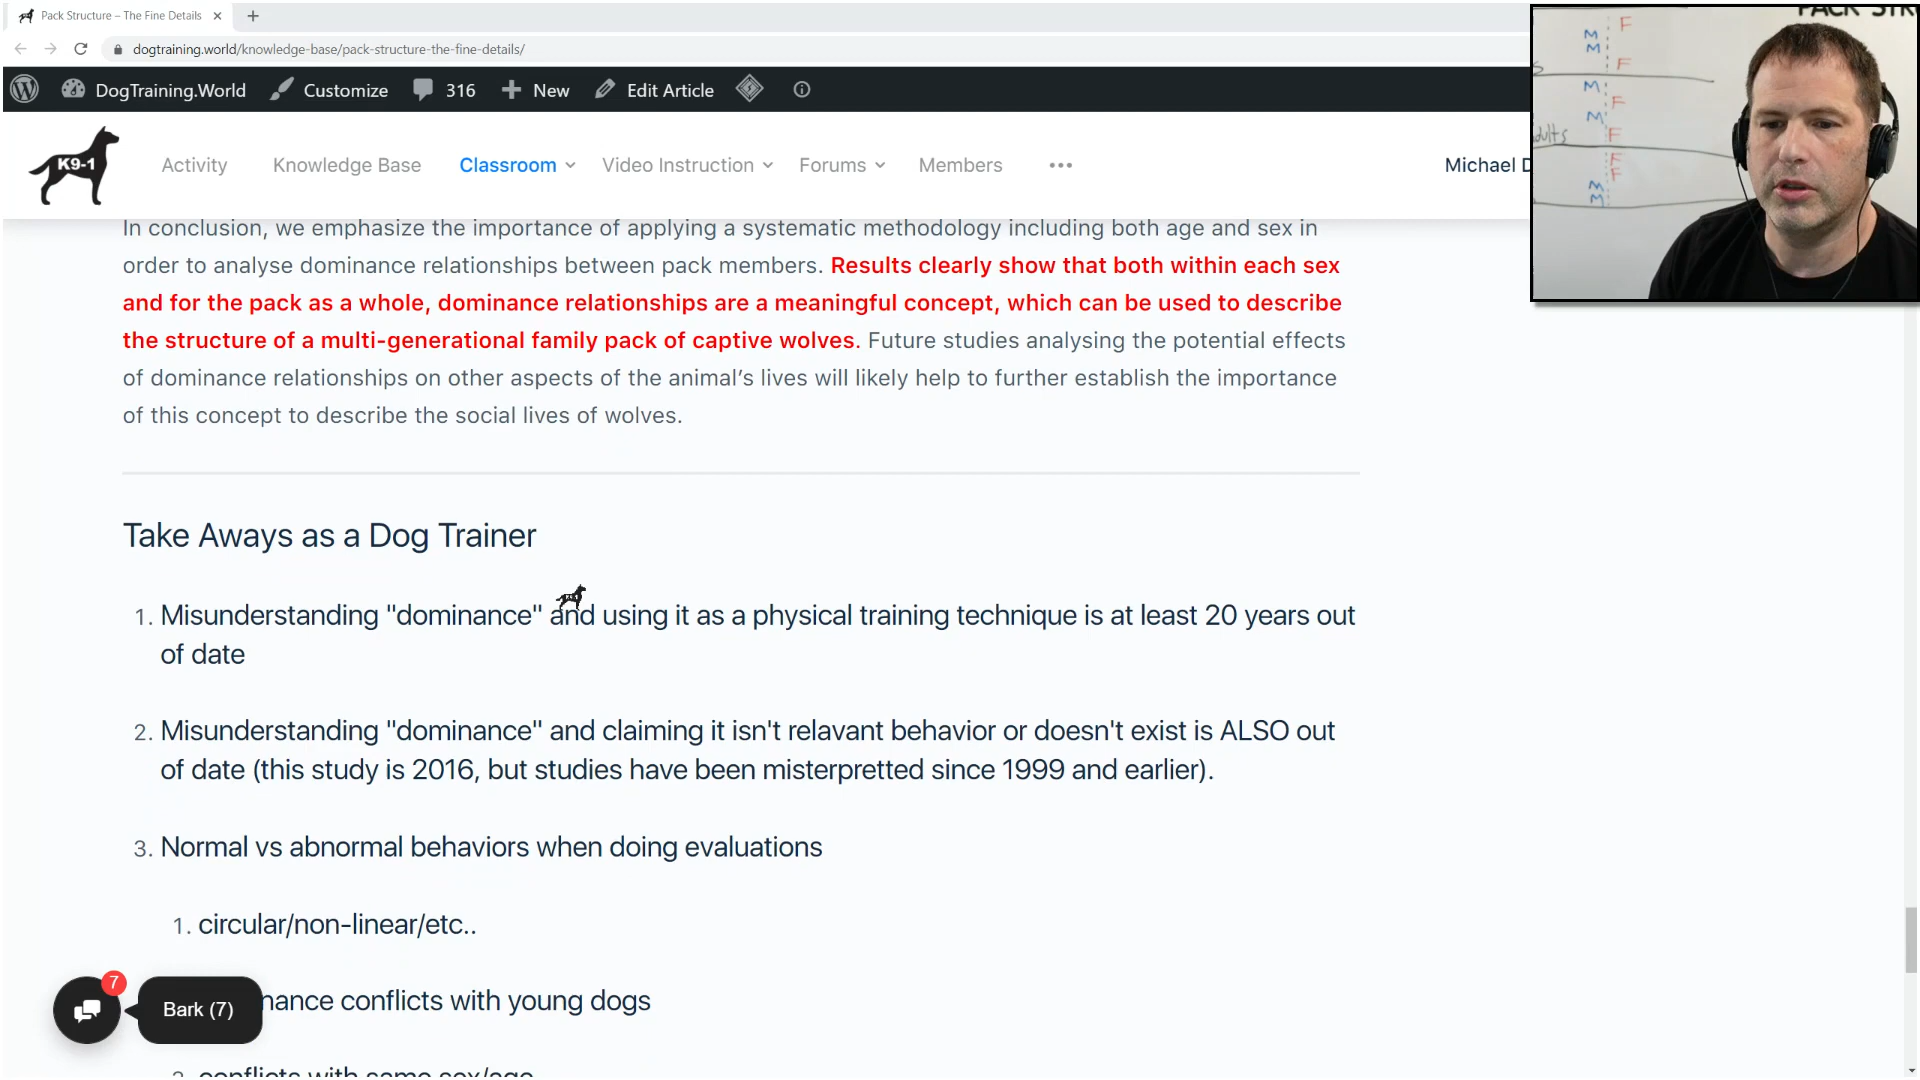 Pack Structure – The Fine Details
dogtraining.world/knowledge-base/pack-structure-the-fine-details/
DogTraining.World Customize 316 New Edit Article
K9-1
Activity Knowledge Base Classroom Video Instruction Forums Members ••• Michael D
In conclusion, we emphasize the importance of applying a systematic methodology including both age and sex in
order to analyse dominance relationships between pack members. Results clearly show that both within each sex
and for the pack as a whole, dominance relationships are a meaningful concept, which can be used to describe
the structure of a multi-generational family pack of captive wolves. Future studies analysing the potential effects
of dominance relationships on other aspects of the animal's lives will likely help to further establish the importance
of this concept to describe the social lives of wolves.
Take Aways as a Dog Trainer
1. Misunderstanding "dominance" and using it as a physical training technique is at least 20 years out
of date
2. Misunderstanding "dominance" and claiming it isn't relavant behavior or doesn't exist is ALSO out
of date (this study is 2016, but studies have been misterpretted since 1999 and earlier).
3. Normal vs abnormal behaviors when doing evaluations
1. circular/non-linear/etc..
nance conflicts with young dogs
conflicts with same sex/age
7
Bark (7)
PACK STR
F
M
M
F
M
F
M
F
F
F
M
M